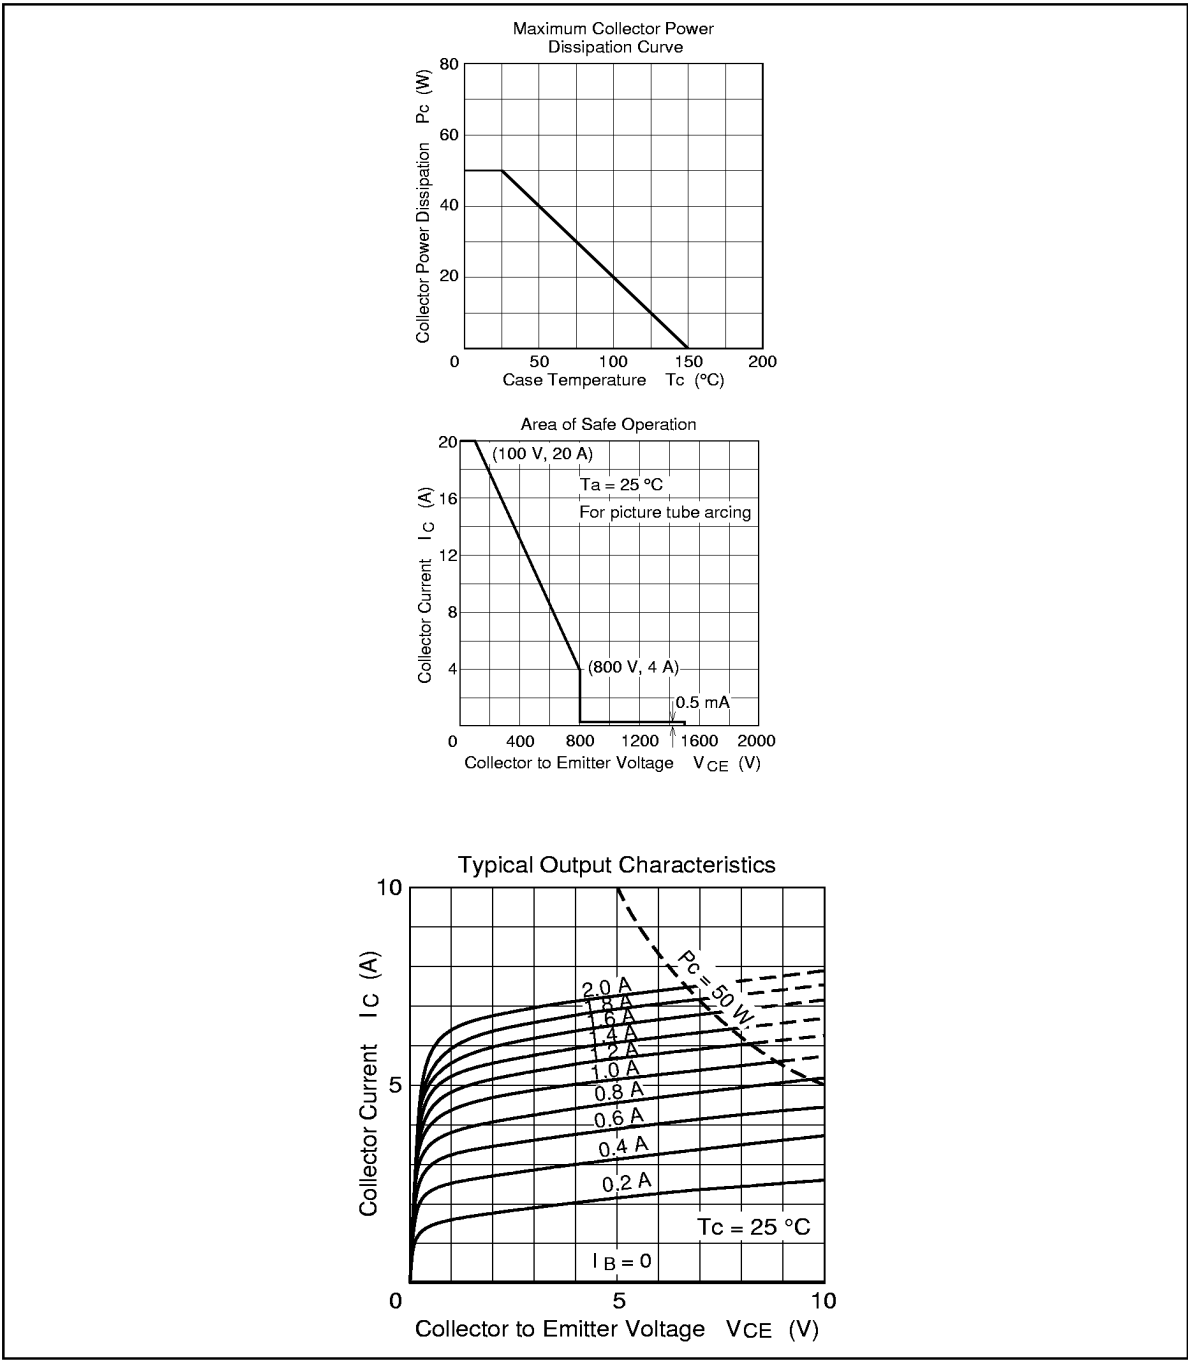 Maximum Collector Power
Dissipation Curve
Collector Power Dissipation Pc (W)
80
60
40
20
0 50 100 150 200
Case Temperature Tc (°C)
Area of Safe Operation
Collector Current IC (A)
20
(100 V, 20 A)
Ta = 25 °C
16
For picture tube arcing
12
8
4
(800 V, 4 A)
0.5 mA
0 400 800 1200 1600 2000
Collector to Emitter Voltage VCE (V)
Typical Output Characteristics
Collector Current IC (A)
10
Pc = 50 W
2.0 A
1.8 A
1.6 A
1.4 A
1.2 A
1.0 A
5
0.8 A
0.6 A
0.4 A
0.2 A
Tc = 25 °C
IB = 0
0 5 10
Collector to Emitter Voltage VCE (V)